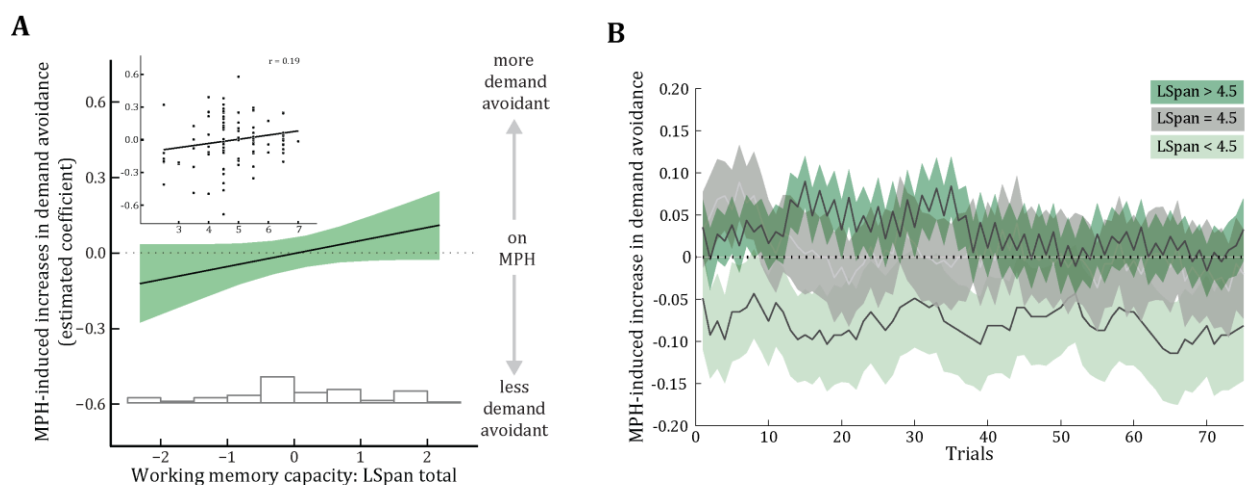 A
MPH-induced increases in demand avoidance
(estimated coefficient)
0.6
0.3
0.0
−0.3
−0.6
−2
−1
0
1
2
Working memory capacity: LSpan total
r = 0.19
0.6
0.3
0.0
-0.3
-0.6
3
4
5
6
7
more
demand
avoidant
on
MPH
less
demand
avoidant
B
MPH-induced increase in demand avoidance
0.20
0.15
0.10
0.05
0
-0.05
-0.10
-0.15
-0.20
0
10
20
30
40
50
60
70
Trials
LSpan > 4.5
LSpan = 4.5
LSpan < 4.5